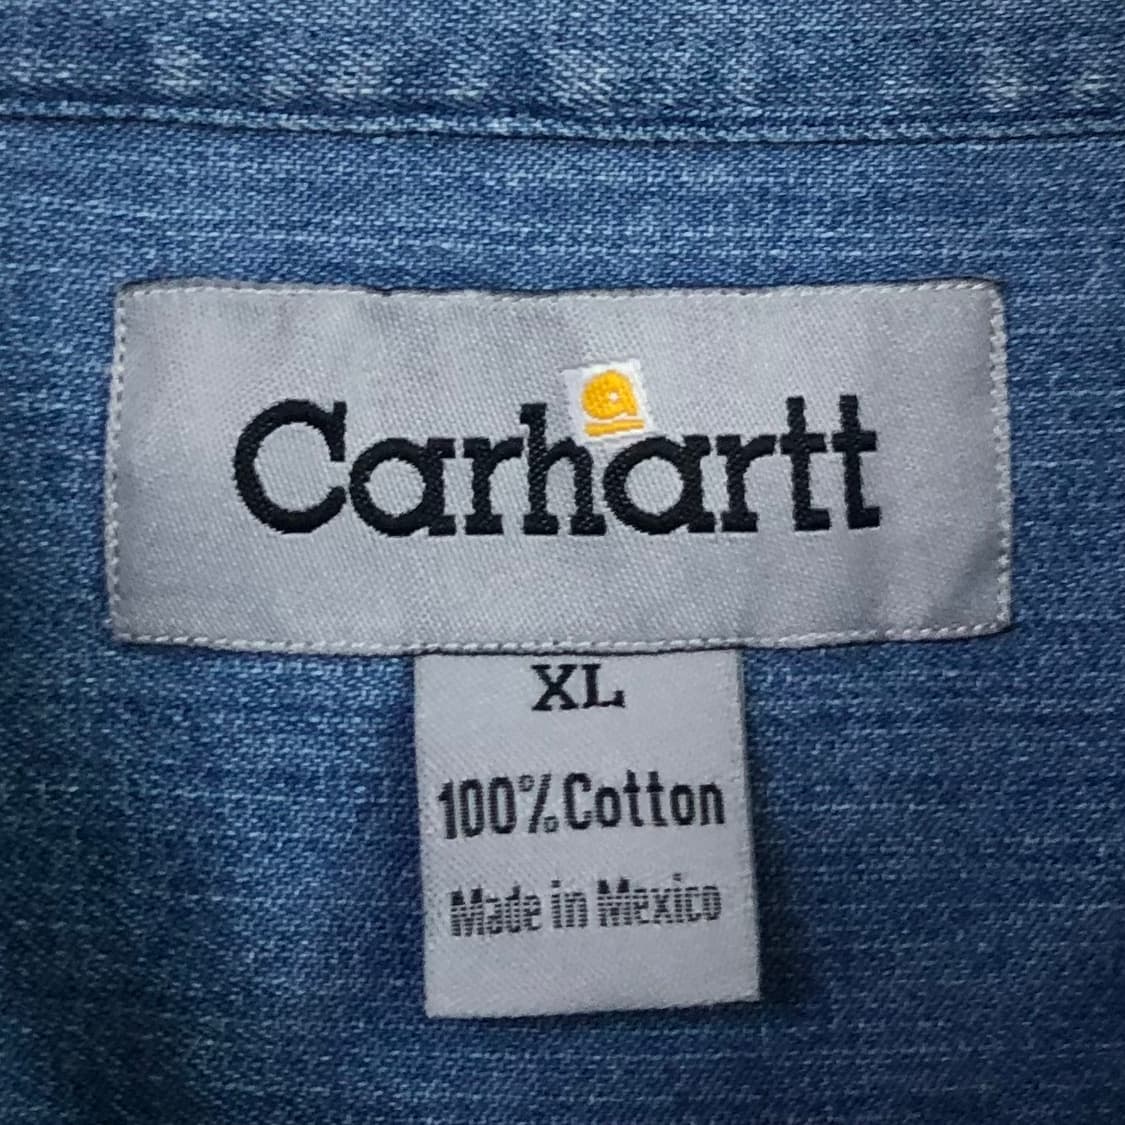 Carhartt
XL
100% Cotton
Made in Mexico